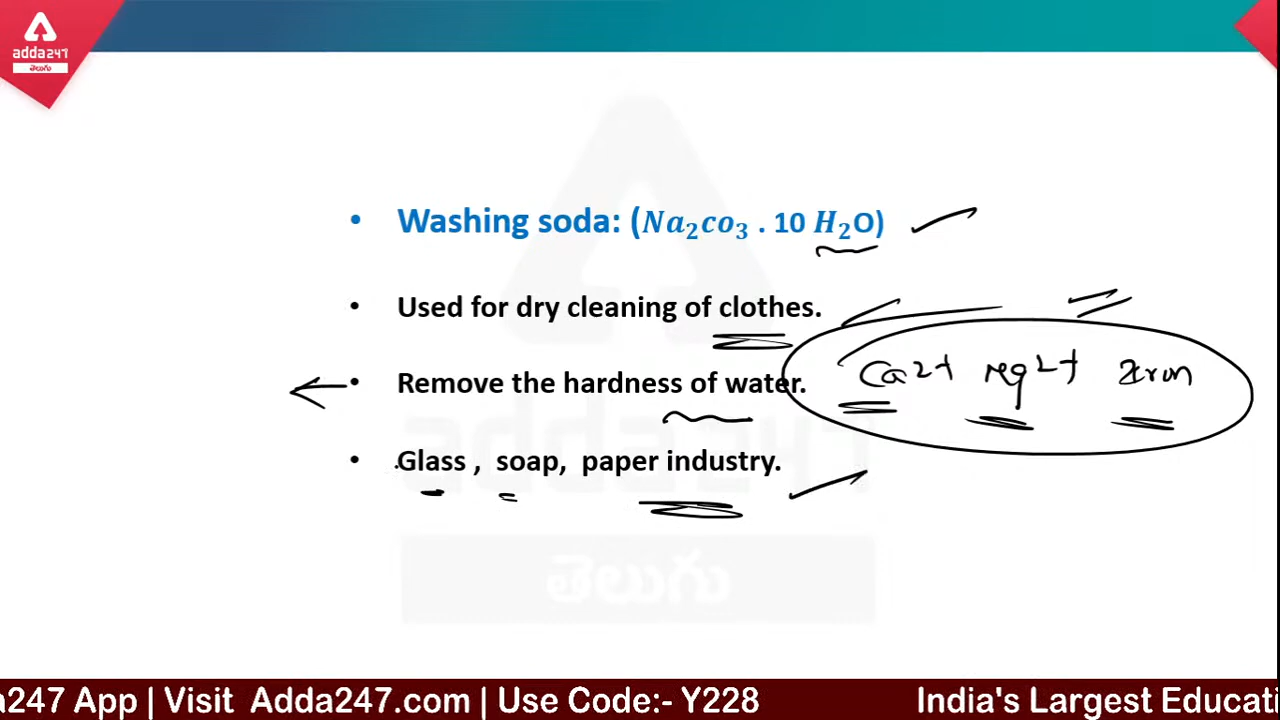 adda247
తెలుగు
• Washing soda: (Na₂co₃ . 10 H₂O)
• Used for dry cleaning of clothes.
• Remove the hardness of water. Ca2+ mg2+ Iron
• Glass , soap, paper industry.
adda247
తెలుగు
a247 App | Visit Adda247.com | Use Code:- Y228 India's Largest Educati